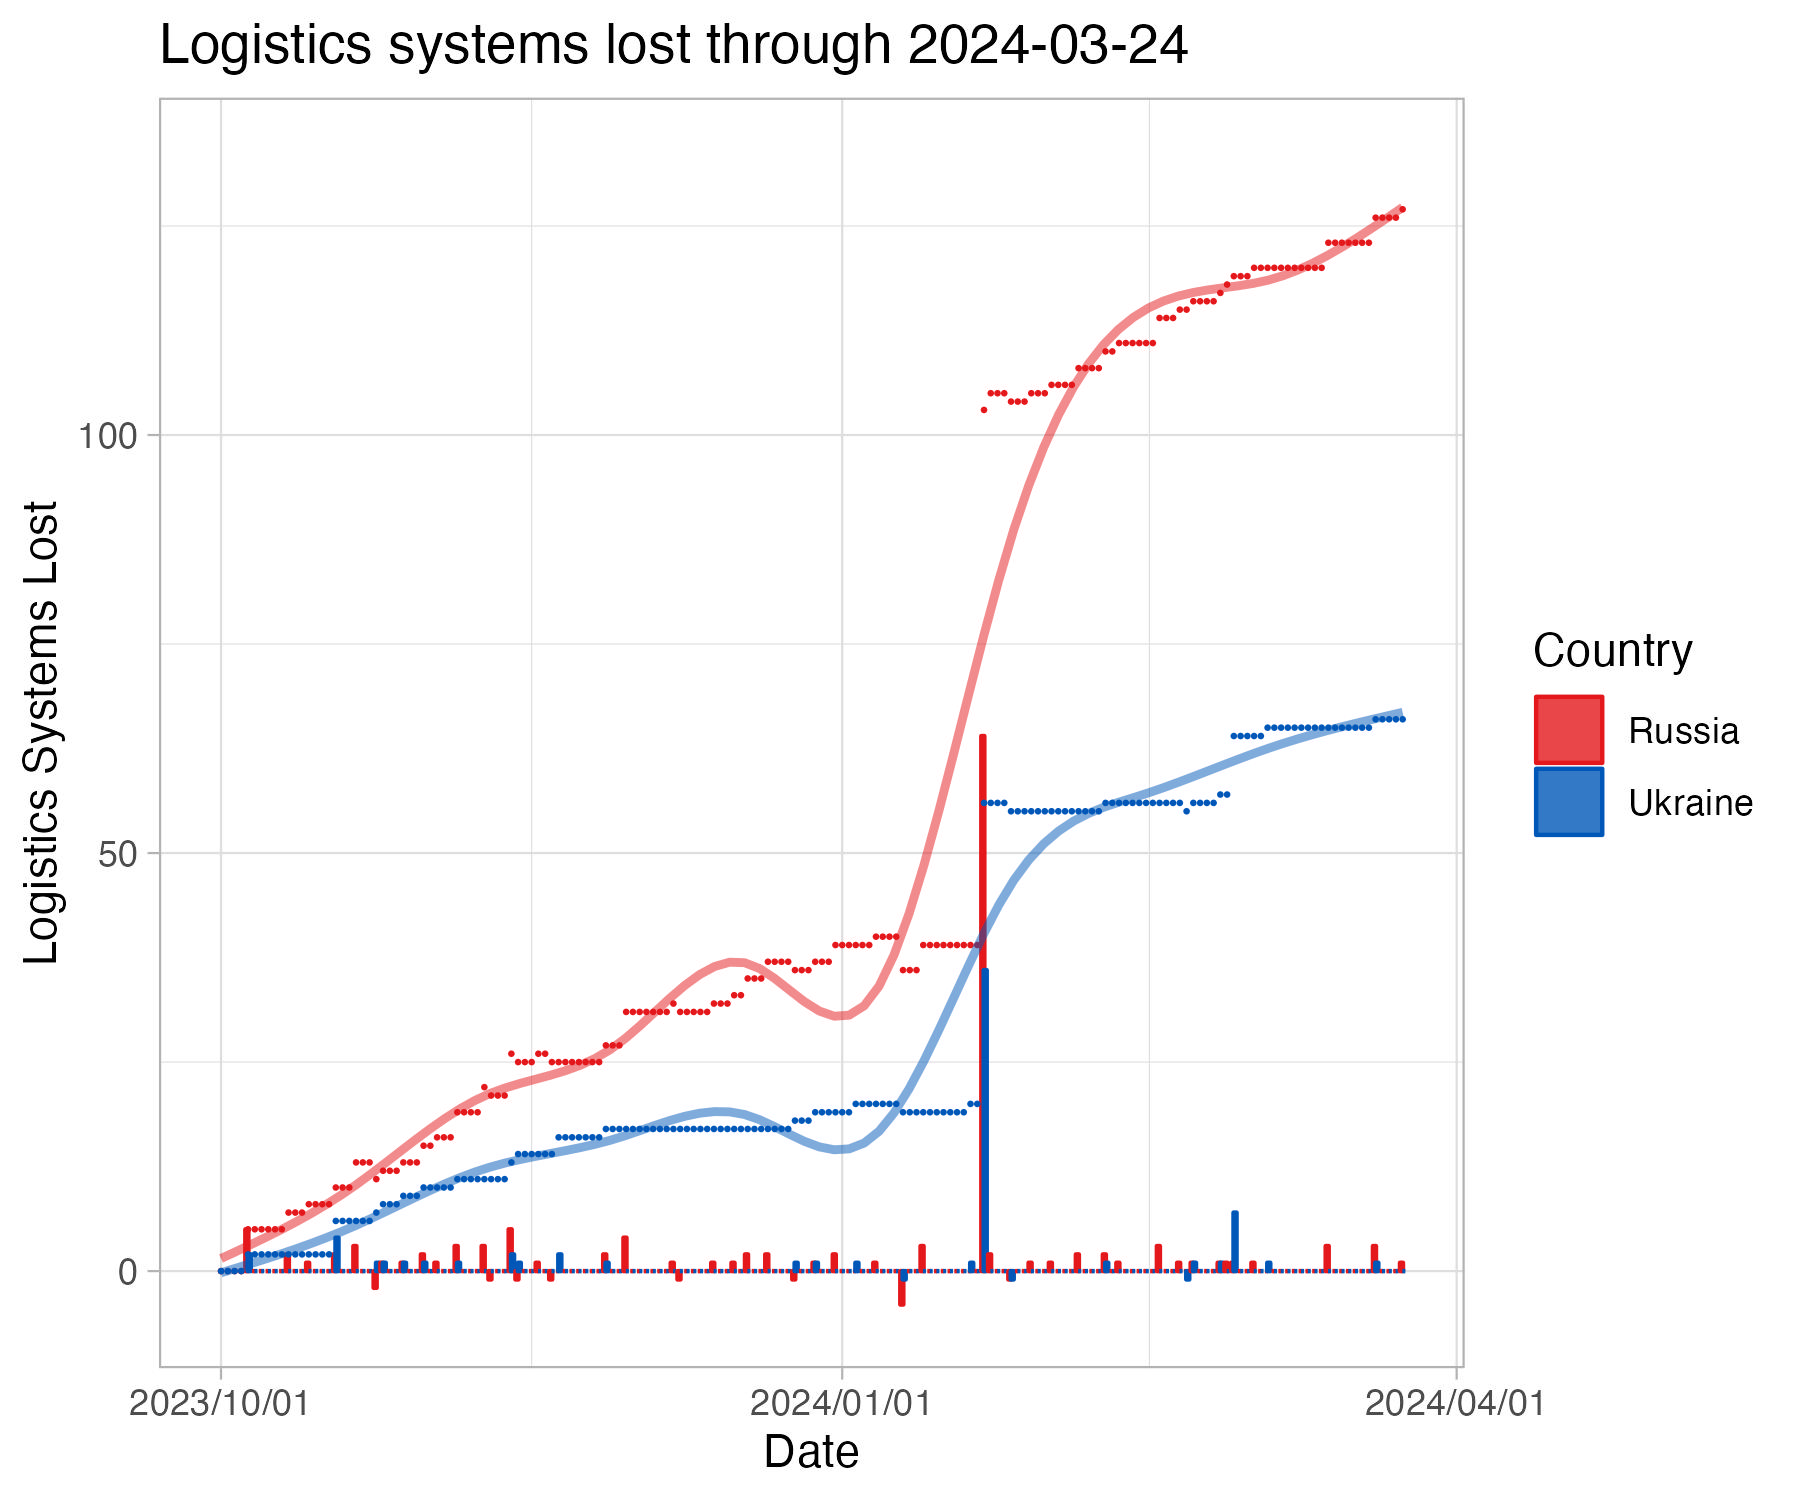 Logistics systems lost through 2024-03-24
Logistics Systems Lost
100
50
0
2023/10/01
2024/01/01
2024/04/01
Date
Country
Russia
Ukraine